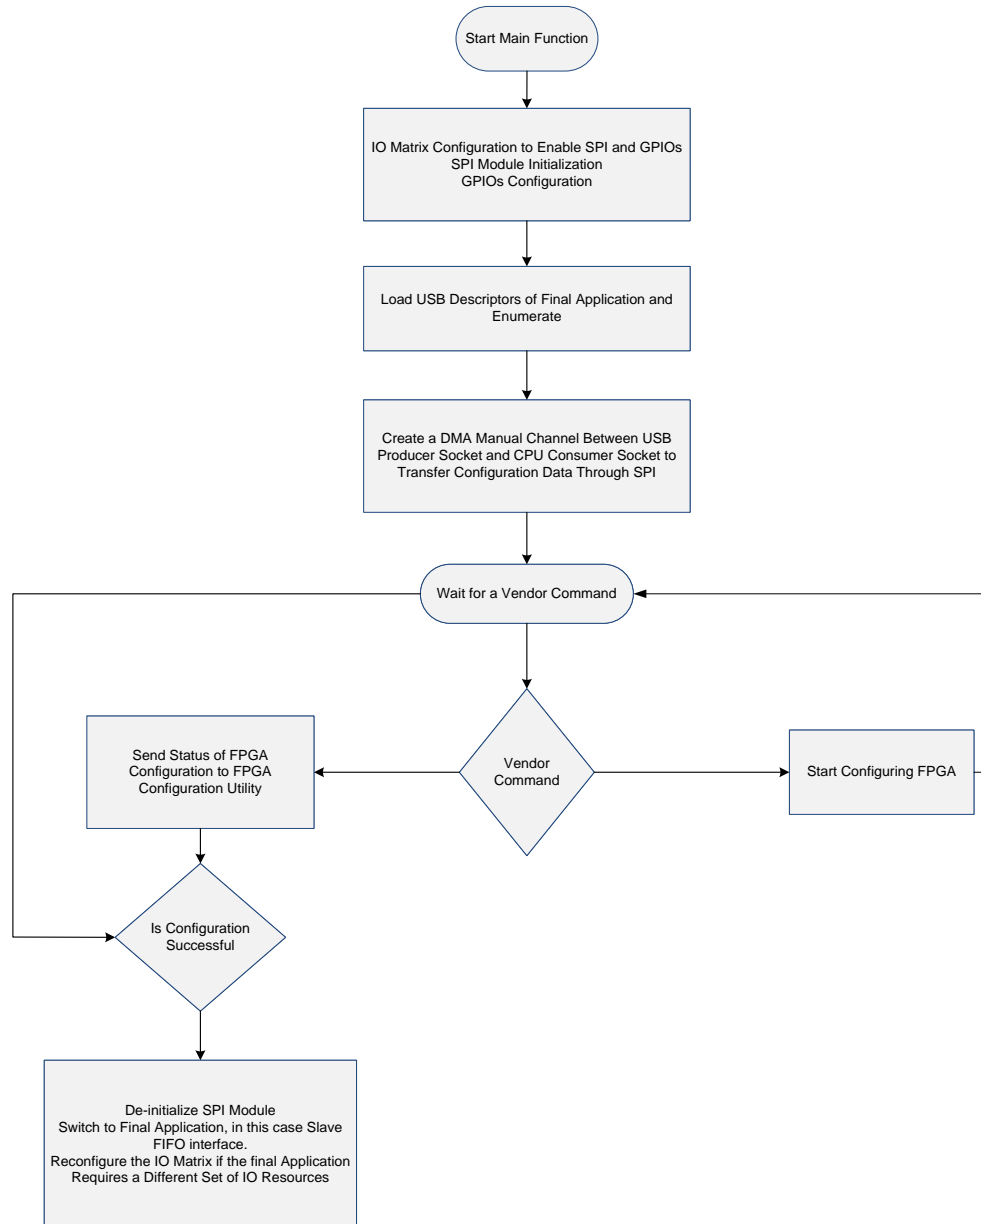 Start Main Function
IO Matrix Configuration to Enable SPI and GPIOs
SPI Module Initialization
GPIOs Configuration
Load USB Descriptors of Final Application and
Enumerate
Create a DMA Manual Channel Between USB
Producer Socket and CPU Consumer Socket to
Transfer Configuration Data Through SPI
Wait for a Vendor Command
Send Status of FPGA
Configuration to FPGA
Configuration Utility
Vendor
Command
Start Configuring FPGA
Is Configuration
Successful
De-initialize SPI Module
Switch to Final Application, in this case Slave
FIFO interface.
Reconfigure the IO Matrix if the final Application
Requires a Different Set of IO Resources